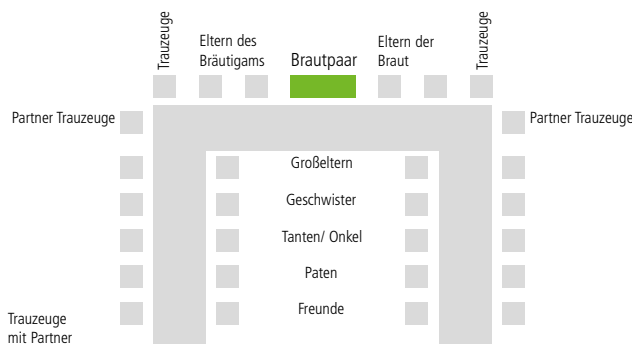 Trauzeuge
Eltern des
Bräutigams
Brautpaar
Eltern der
Braut
Trauzeuge
Partner Trauzeuge
Partner Trauzeuge
Großeltern
Geschwister
Tanten/ Onkel
Paten
Freunde
Trauzeuge
mit Partner